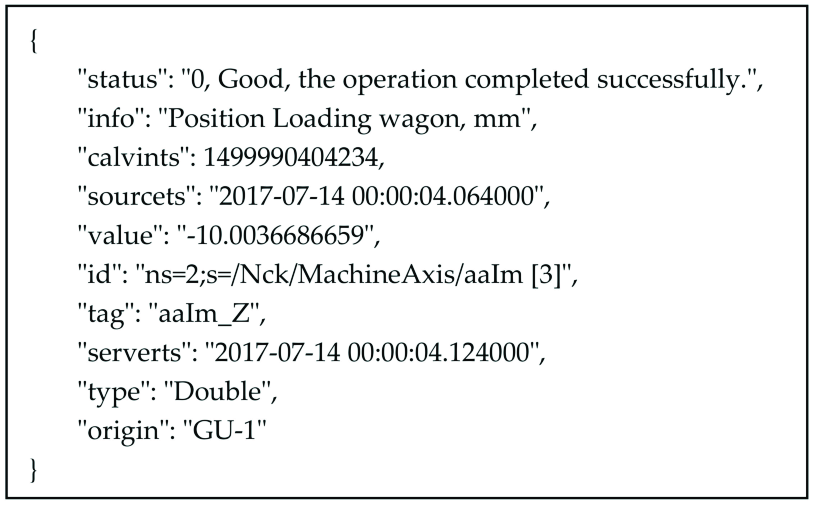 {
"status": "0, Good, the operation completed successfully.",
"info": "Position Loading wagon, mm",
"calvints": 1499990404234,
"sourcets": "2017-07-14 00:00:04.064000",
"value": "-10.0036686659",
"id": "ns=2;s=/Nck/MachineAxis/aaIm [3]",
"tag": "aaIm_Z",
"serverts": "2017-07-14 00:00:04.124000",
"type": "Double",
"origin": "GU-1"
}